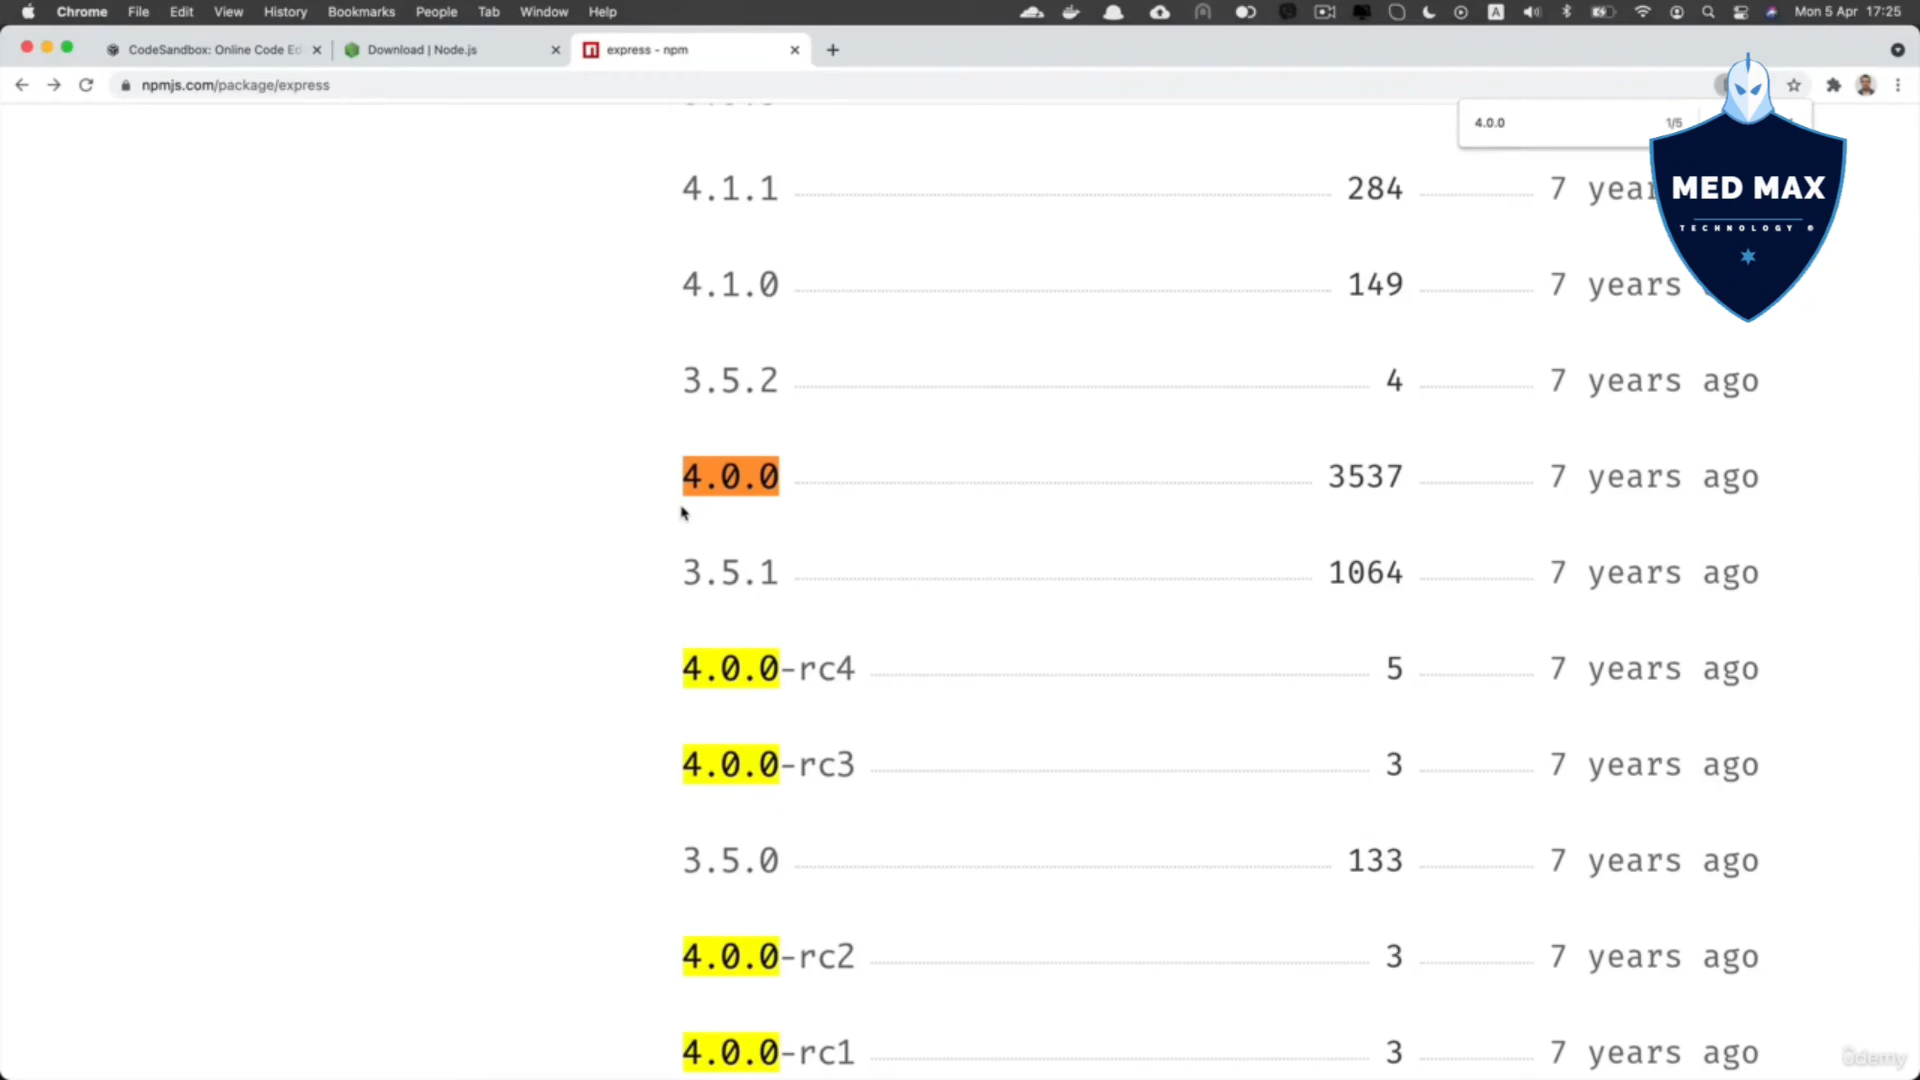 Chrome File Edit View History Bookmarks People Tab Window Help A Mon 5 Apr 17:25
CodeSandbox: Online Code Ed Download | Node.js express - npm
npmjs.com/package/express
4.0.0 1/5
4.1.1 284 7 year
4.1.0 149 7 years
3.5.2 4 7 years ago
4.0.0 3537 7 years ago
3.5.1 1064 7 years ago
4.0.0-rc4 5 7 years ago
4.0.0-rc3 3 7 years ago
3.5.0 133 7 years ago
4.0.0-rc2 3 7 years ago
4.0.0-rc1 3 7 years ago
MED MAX
TECHNOLOGY ®
ûdemy